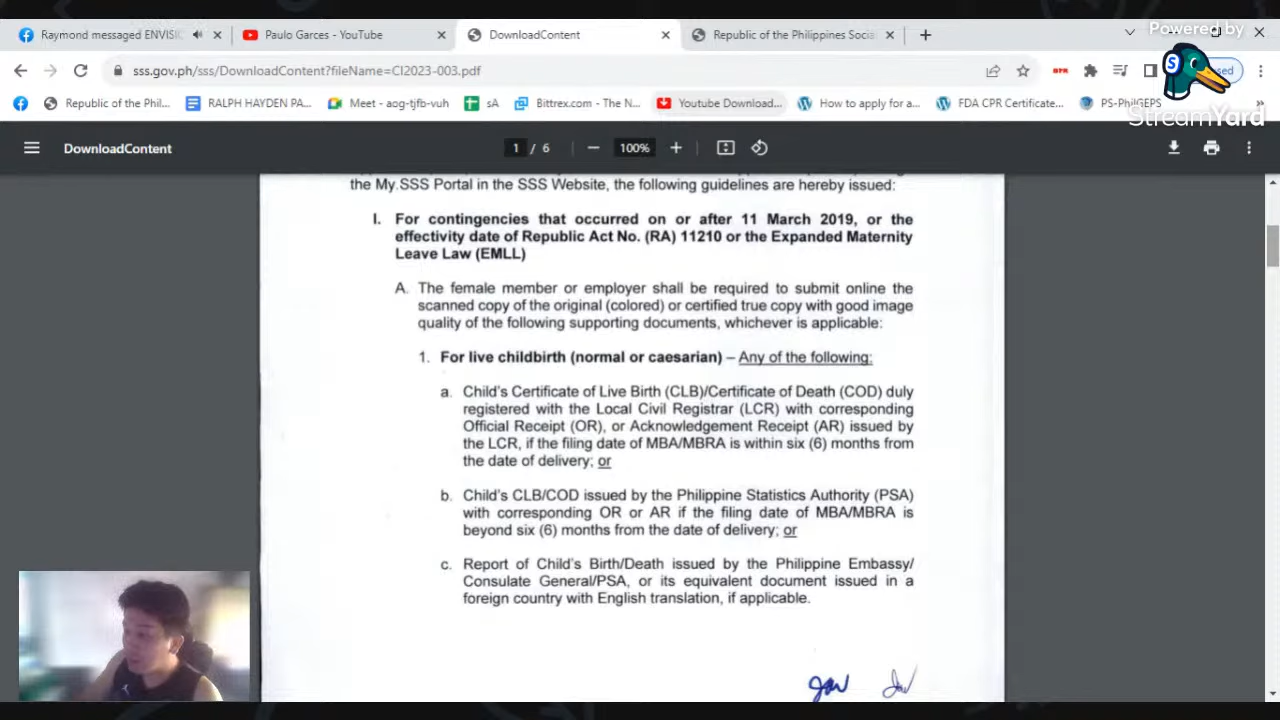 Raymond messaged ENVISI
Paulo Garces - YouTube
DownloadContent
Republic of the Philippines Socia
Powered by
sss.gov.ph/sss/DownloadContent?fileName=CI2023-003.pdf
Republic of the Phil...
RALPH HAYDEN PA...
Meet - aog-tjfb-vuh
sA
Bittrex.com - The N...
Youtube Download...
How to apply for a...
FDA CPR Certificate...
PS-PhilGEPS
StreamYard
DownloadContent
1 / 6
100%
the My.SSS Portal in the SSS Website, the following guidelines are hereby issued:
I. For contingencies that occurred on or after 11 March 2019, or the
effectivity date of Republic Act No. (RA) 11210 or the Expanded Maternity
Leave Law (EMLL)
A. The female member or employer shall be required to submit online the
scanned copy of the original (colored) or certified true copy with good image
quality of the following supporting documents, whichever is applicable:
1. For live childbirth (normal or caesarian) – Any of the following:
a. Child's Certificate of Live Birth (CLB)/Certificate of Death (COD) duly
registered with the Local Civil Registrar (LCR) with corresponding
Official Receipt (OR), or Acknowledgement Receipt (AR) issued by
the LCR, if the filing date of MBA/MBRA is within six (6) months from
the date of delivery; or
b. Child's CLB/COD issued by the Philippine Statistics Authority (PSA)
with corresponding OR or AR if the filing date of MBA/MBRA is
beyond six (6) months from the date of delivery; or
c. Report of Child's Birth/Death issued by the Philippine Embassy/
Consulate General/PSA, or its equivalent document issued in a
foreign country with English translation, if applicable.